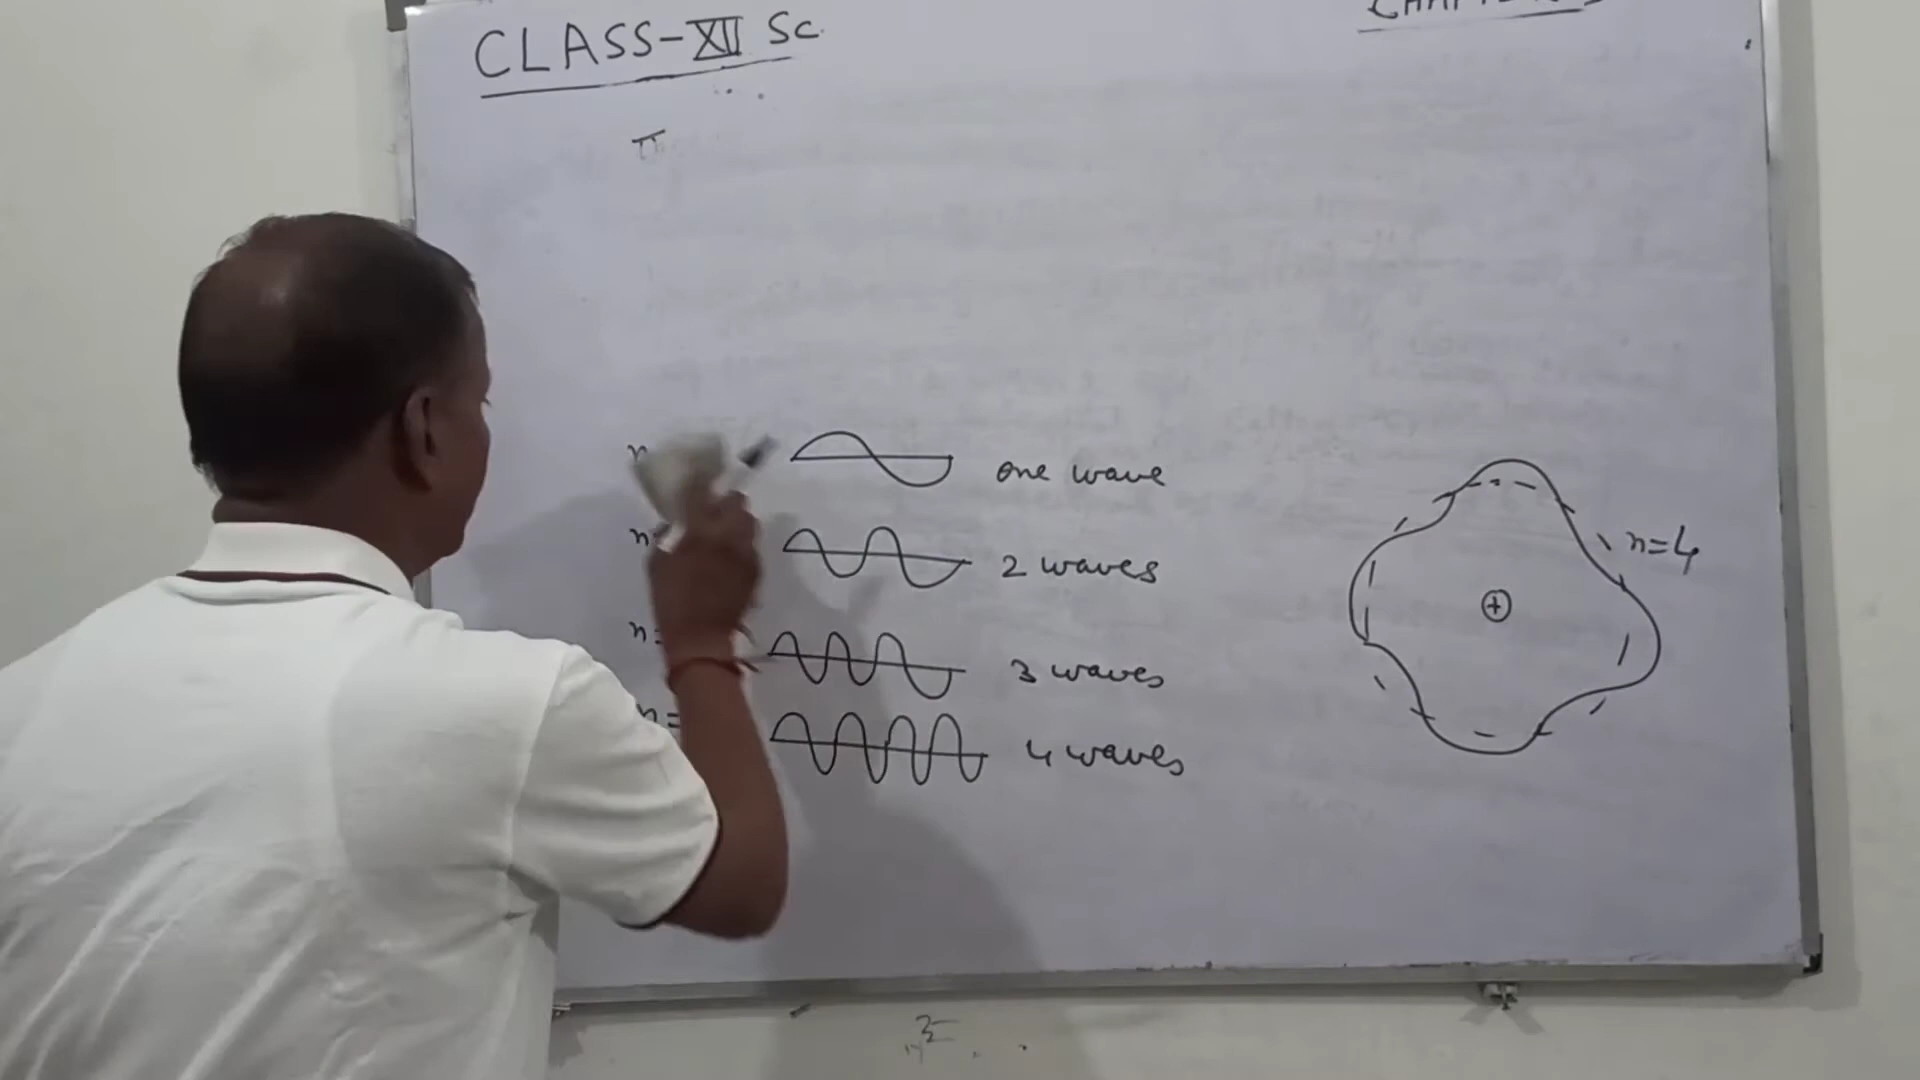 CLASS-XII Sc.
π
n one wave
n= 2 waves
n= 3 waves
n= 4 waves
n=4
+